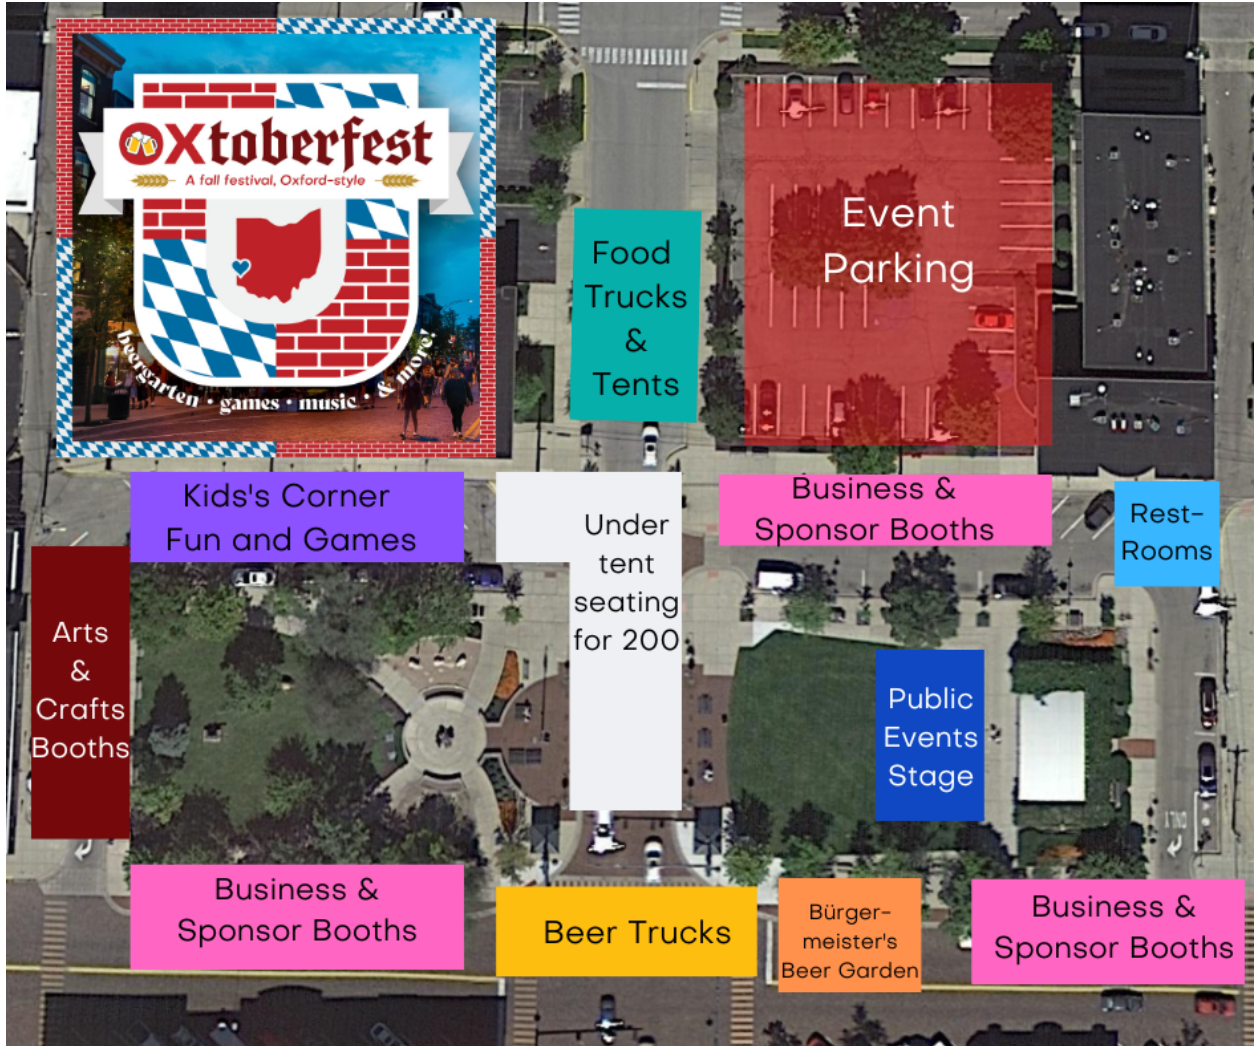 OXtoberfest
A fall festival, Oxford-style
beergarten • games • music • & more!
Food
Trucks
&
Tents
Event
Parking
Kids's Corner
Fun and Games
Under
tent
seating
for 200
Business &
Sponsor Booths
Rest-
Rooms
Arts
&
Crafts
Booths
Public
Events
Stage
ONLY
Business &
Sponsor Booths
Beer Trucks
Bürger-
meister's
Beer Garden
Business &
Sponsor Booths